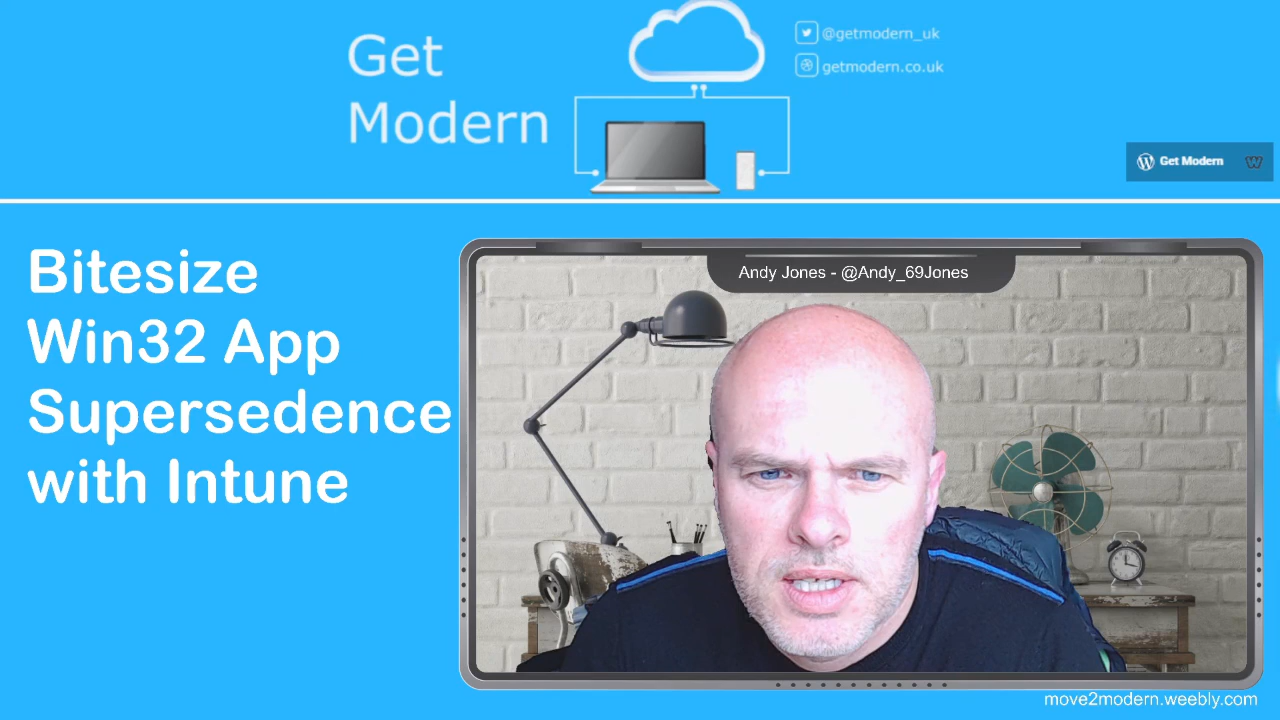 Get
Modern
@getmodern_uk
getmodern.co.uk
Get Modern
Bitesize
Win32 App
Supersedence
with Intune
Andy Jones - @Andy_69Jones
move2modern.weebly.com